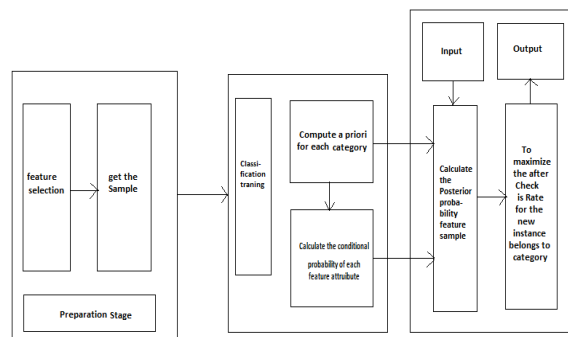 feature
selection
get the
Sample
Preparation Stage
Classi-
fication
traning
Compute a priori
for each category
Calculate the conditional
probability of each
feature attruibute
Input
Output
Calculate
the
Posterior
proba-
bility
feature
sample
To
maximize the
after
Check
is Rate
for the
new
instance
belongs to
category